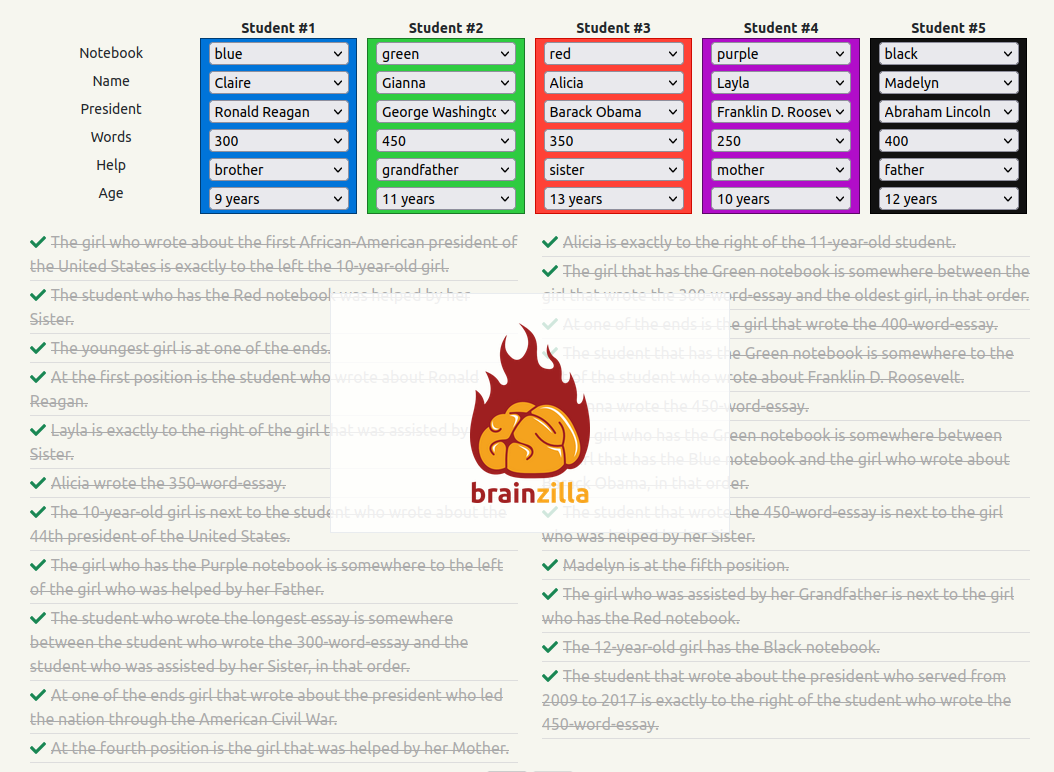 Student #1 Student #2 Student #3 Student #4 Student #5
Notebook blue green red purple black
Name Claire Gianna Alicia Layla Madelyn
President Ronald Reagan George Washingtc Barack Obama Franklin D. Roosev Abraham Lincoln
Words 300 450 350 250 400
Help brother grandfather sister mother father
Age 9 years 11 years 13 years 10 years 12 years
The girl who wrote about the first African-American president of
the United States is exactly to the left the 10-year-old girl.
The student who has the Red notebook was helped by her
Sister.
The youngest girl is at one of the ends.
At the first position is the student who wrote about Ronald
Reagan.
Layla is exactly to the right of the girl that was assisted by
Sister.
Alicia wrote the 350-word-essay.
The 10-year-old girl is next to the student who wrote about the
44th president of the United States.
The girl who has the Purple notebook is somewhere to the left
of the girl who was helped by her Father.
The student who wrote the longest essay is somewhere
between the student who wrote the 300-word-essay and the
student who was assisted by her Sister, in that order.
At one of the ends girl that wrote about the president who led
the nation through the American Civil War.
At the fourth position is the girl that was helped by her Mother.
Alicia is exactly to the right of the 11-year-old student.
The girl that has the Green notebook is somewhere between the
girl that wrote the 300-word-essay and the oldest girl, in that order.
At one of the ends is the girl that wrote the 400-word-essay.
The student that has the Green notebook is somewhere to the
of the student who wrote about Franklin D. Roosevelt.
wrote the 450-word-essay.
girl who has the Green notebook is somewhere between
that has the Blue notebook and the girl who wrote about
Obama, in that order.
The student that wrote the 450-word-essay is next to the girl
who was helped by her Sister.
Madelyn is at the fifth position.
The girl who was assisted by her Grandfather is next to the girl
who has the Red notebook.
The 12-year-old girl has the Black notebook.
The student that wrote about the president who served from
2009 to 2017 is exactly to the right of the student who wrote the
450-word-essay.
brainzilla